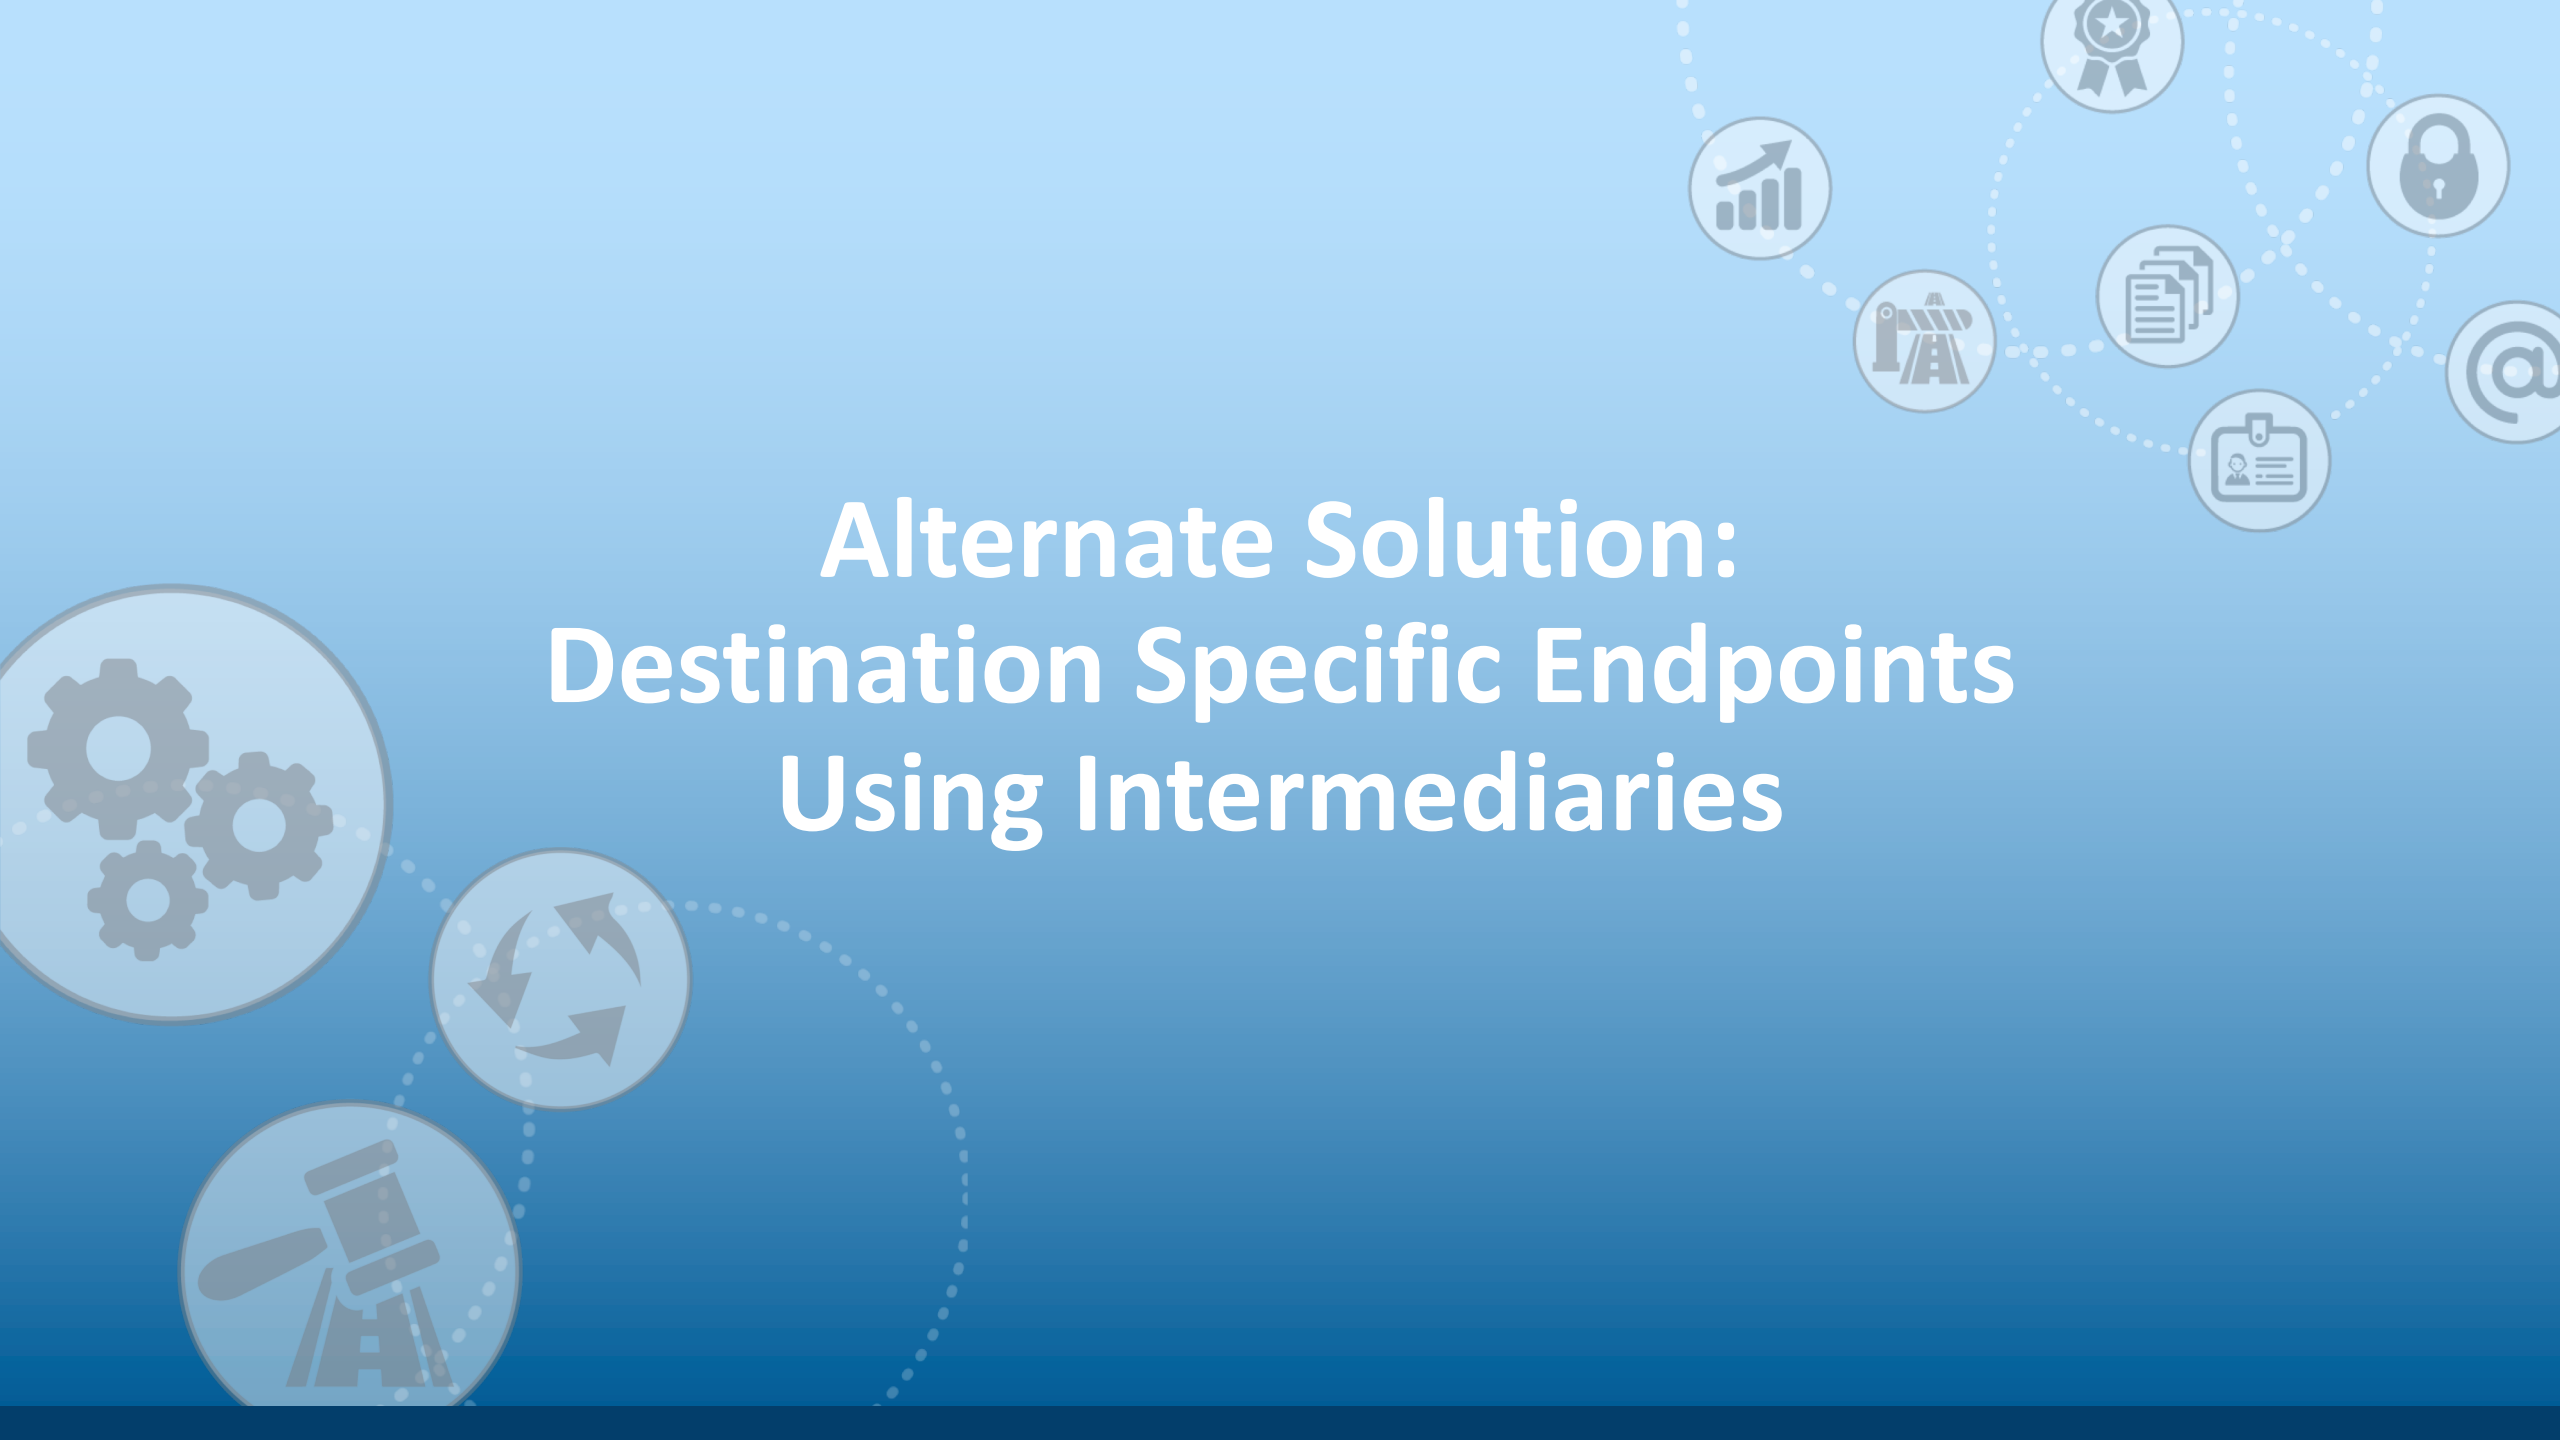 Alternate Solution:
Destination Specific Endpoints
Using Intermediaries